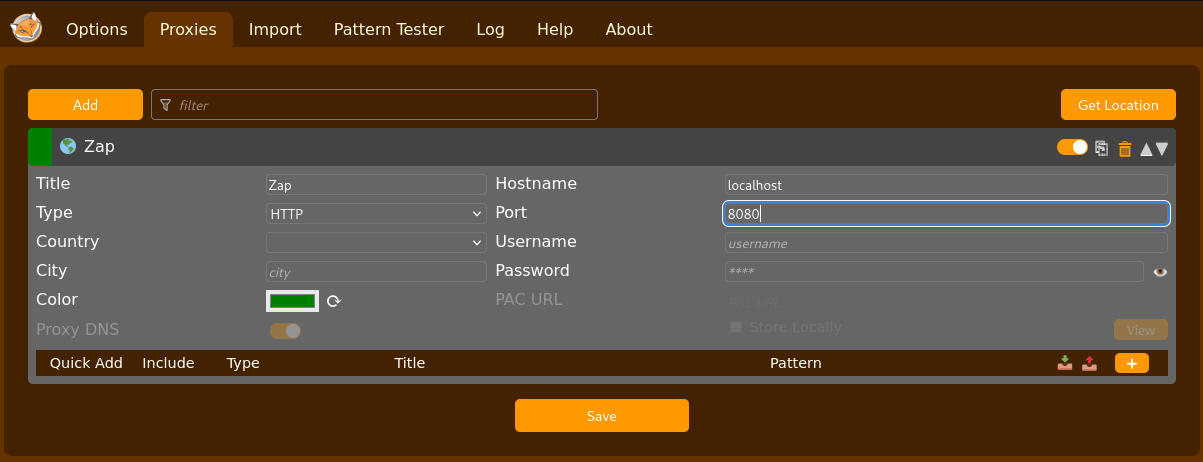 Options Proxies Import Pattern Tester Log Help About
Add filter Get Location
Zap
Title Zap Hostname localhost
Type HTTP Port 8080
Country Username username
City city Password ****
Color PAC URL PAC URL
Proxy DNS Store Locally View
Quick Add Include Type Title Pattern +
Save